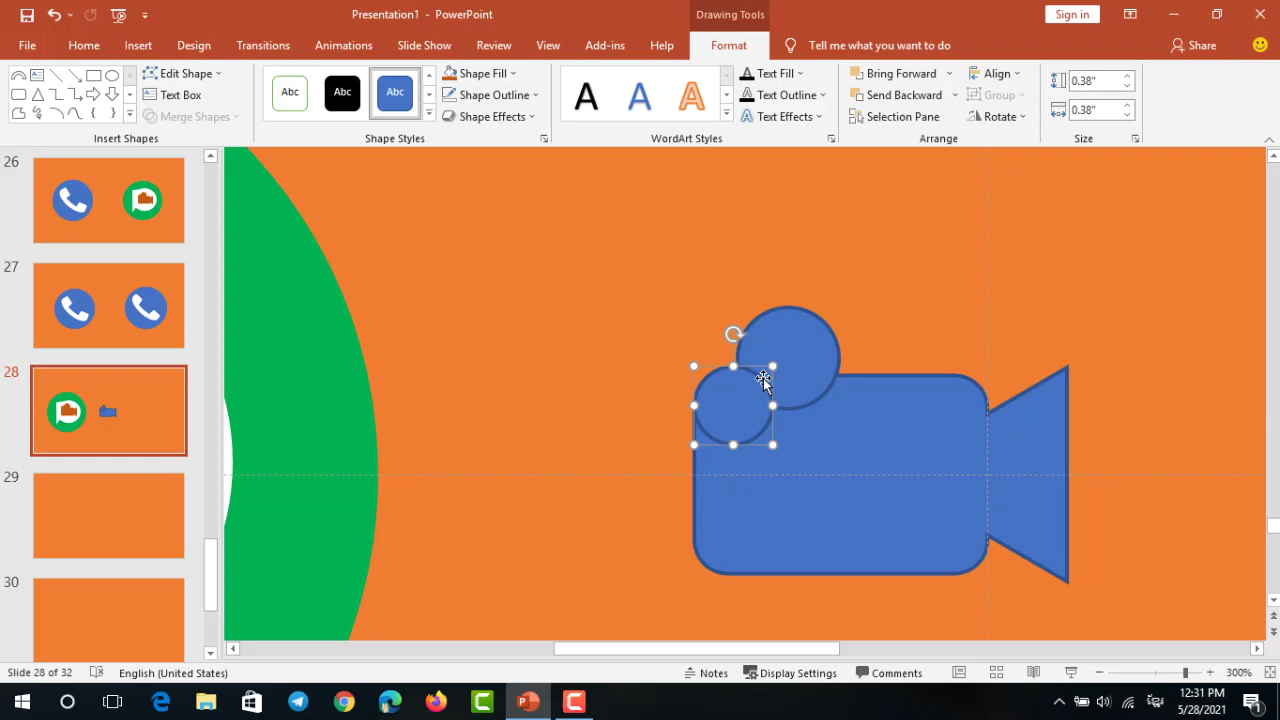 Presentation1 - PowerPoint
Drawing Tools
Sign in
File
Home
Insert
Design
Transitions
Animations
Slide Show
Review
View
Add-ins
Help
Format
Tell me what you want to do
Share
Edit Shape
Text Box
Merge Shapes
Insert Shapes
Abc
Abc
Abc
Shape Fill
Shape Outline
Shape Effects
Shape Styles
A
A
A
Text Fill
Text Outline
Text Effects
WordArt Styles
Bring Forward
Send Backward
Selection Pane
Align
Group
Rotate
Arrange
0.38"
0.38"
Size
26
27
28
29
30
Slide 28 of 32
English (United States)
Notes
Display Settings
Comments
300%
12:31 PM
5/28/2021